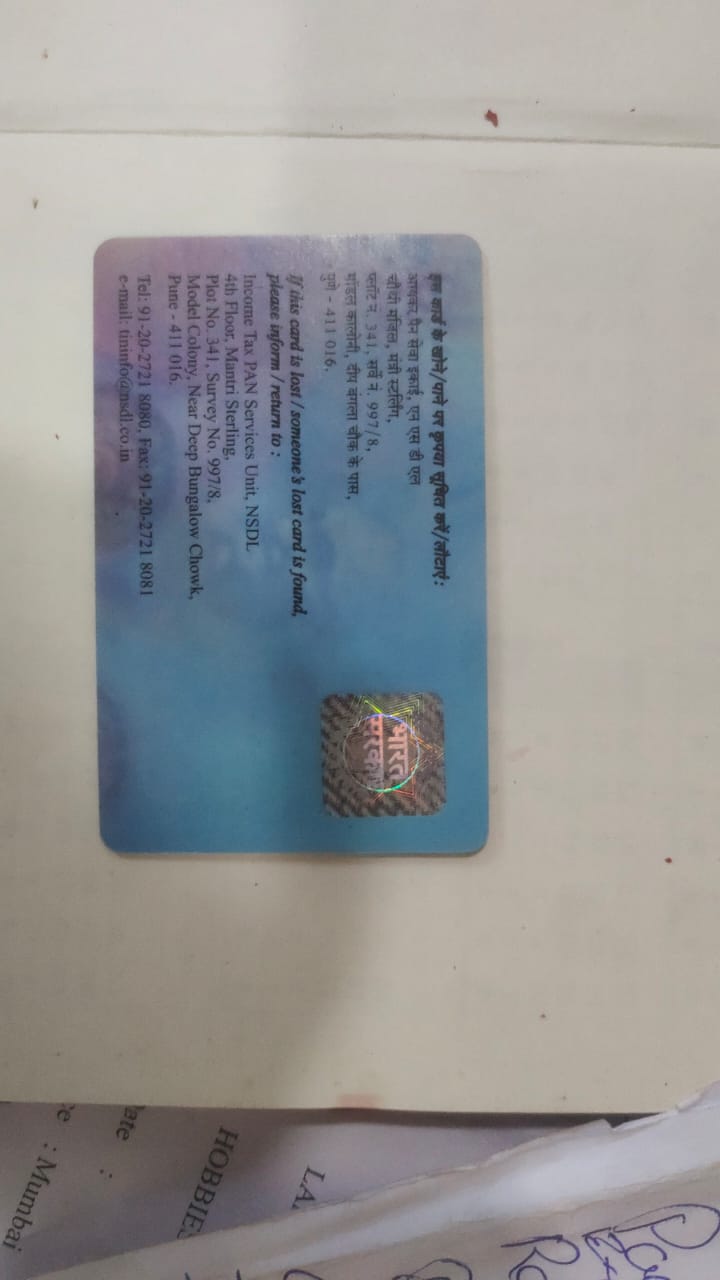 इस कार्ड के खोने/पाने पर कृपया सूचित करें/लौटाएं:
आयकर पैन सेवा इकाई, एन एस डी एल
चौथी मंजिल, मंत्री स्टर्लिंग,
प्लॉट नं. 341, सर्वे नं. 997/8,
मॉडल कालोनी, दीप बंगला चौक के पास,
पुणे - 411 016.
If this card is lost / someone's lost card is found,
please inform / return to :
Income Tax PAN Services Unit, NSDL
4th Floor, Mantri Sterling,
Plot No. 341, Survey No. 997/8,
Model Colony, Near Deep Bungalow Chowk,
Pune - 411 016.
Tel: 91-20-2721 8080, Fax: 91-20-2721 8081
e-mail: tininfo@nsdl.co.in
भारत
HOBBIES
: Mumbai